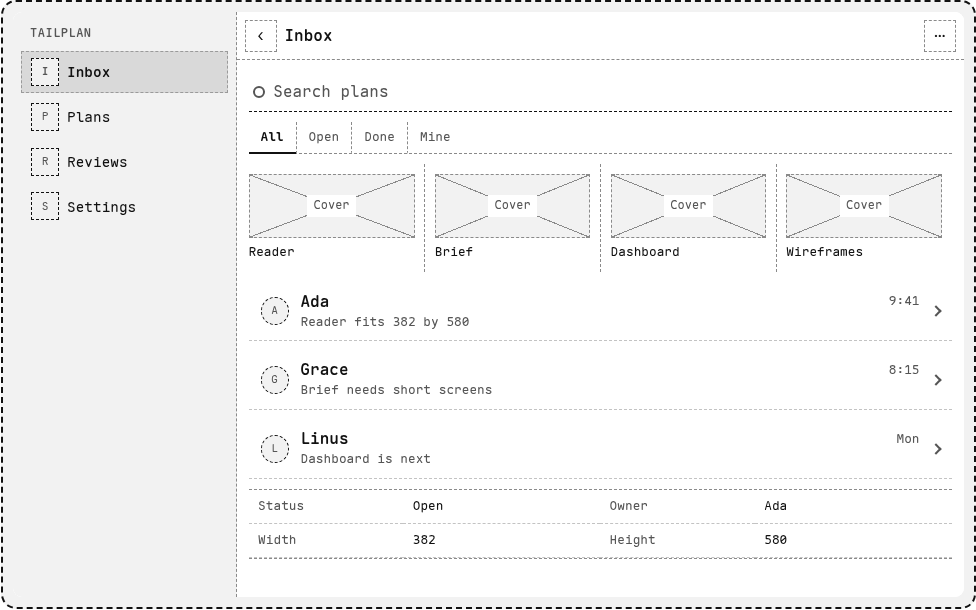 TAILPLAN
I Inbox
P Plans
R Reviews
S Settings
‹ Inbox ···
Search plans
All Open Done Mine
Cover Cover Cover Cover
Reader Brief Dashboard Wireframes
Ada 9:41
A
Reader fits 382 by 580
Grace 8:15
G
Brief needs short screens
Linus Mon
L
Dashboard is next
Status Open Owner Ada
Width 382 Height 580